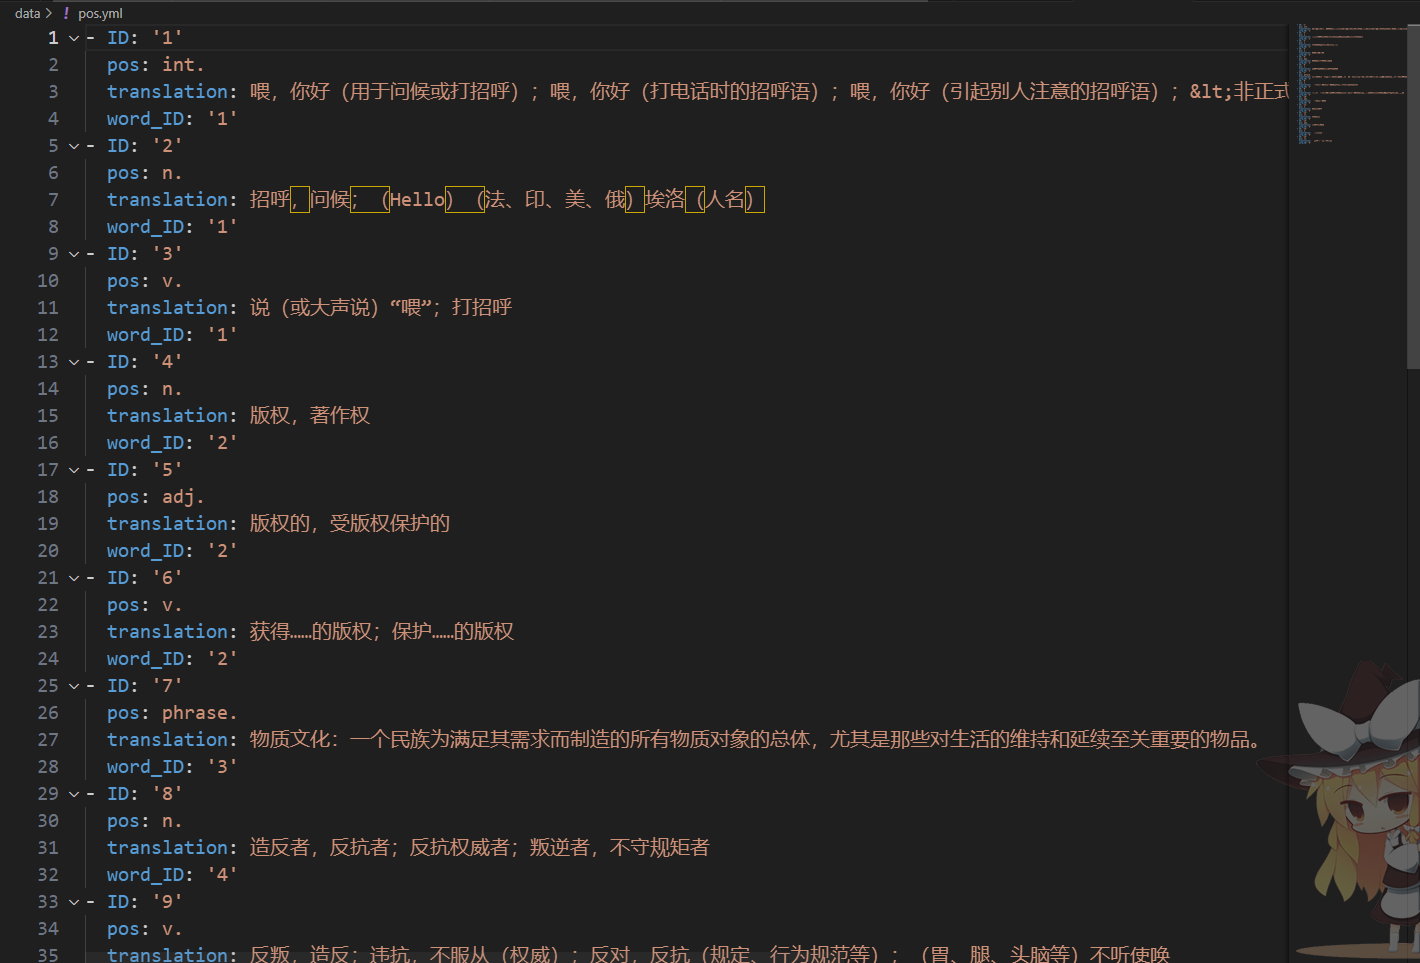 data > ! pos.yml
1 - ID: '1'
2 pos: int.
3 translation: 喂，你好（用于问候或打招呼）；喂，你好（打电话时的招呼语）；喂，你好（引起别人注意的招呼语）；&lt;非正式
4 word_ID: '1'
5 - ID: '2'
6 pos: n.
7 translation: 招呼，问候；（Hello）（法、印、美、俄）埃洛（人名）
8 word_ID: '1'
9 - ID: '3'
10 pos: v.
11 translation: 说（或大声说）“喂”；打招呼
12 word_ID: '1'
13 - ID: '4'
14 pos: n.
15 translation: 版权，著作权
16 word_ID: '2'
17 - ID: '5'
18 pos: adj.
19 translation: 版权的，受版权保护的
20 word_ID: '2'
21 - ID: '6'
22 pos: v.
23 translation: 获得……的版权；保护……的版权
24 word_ID: '2'
25 - ID: '7'
26 pos: phrase.
27 translation: 物质文化：一个民族为满足其需求而制造的所有物质对象的总体，尤其是那些对生活的维持和延续至关重要的物品。
28 word_ID: '3'
29 - ID: '8'
30 pos: n.
31 translation: 造反者，反抗者；反抗权威者；叛逆者，不守规矩者
32 word_ID: '4'
33 - ID: '9'
34 pos: v.
35 translation: 反叛，造反；违抗，不服从（权威）；反对，反抗（规定、行为规范等）；（胃、腿、头脑等）不听使唤